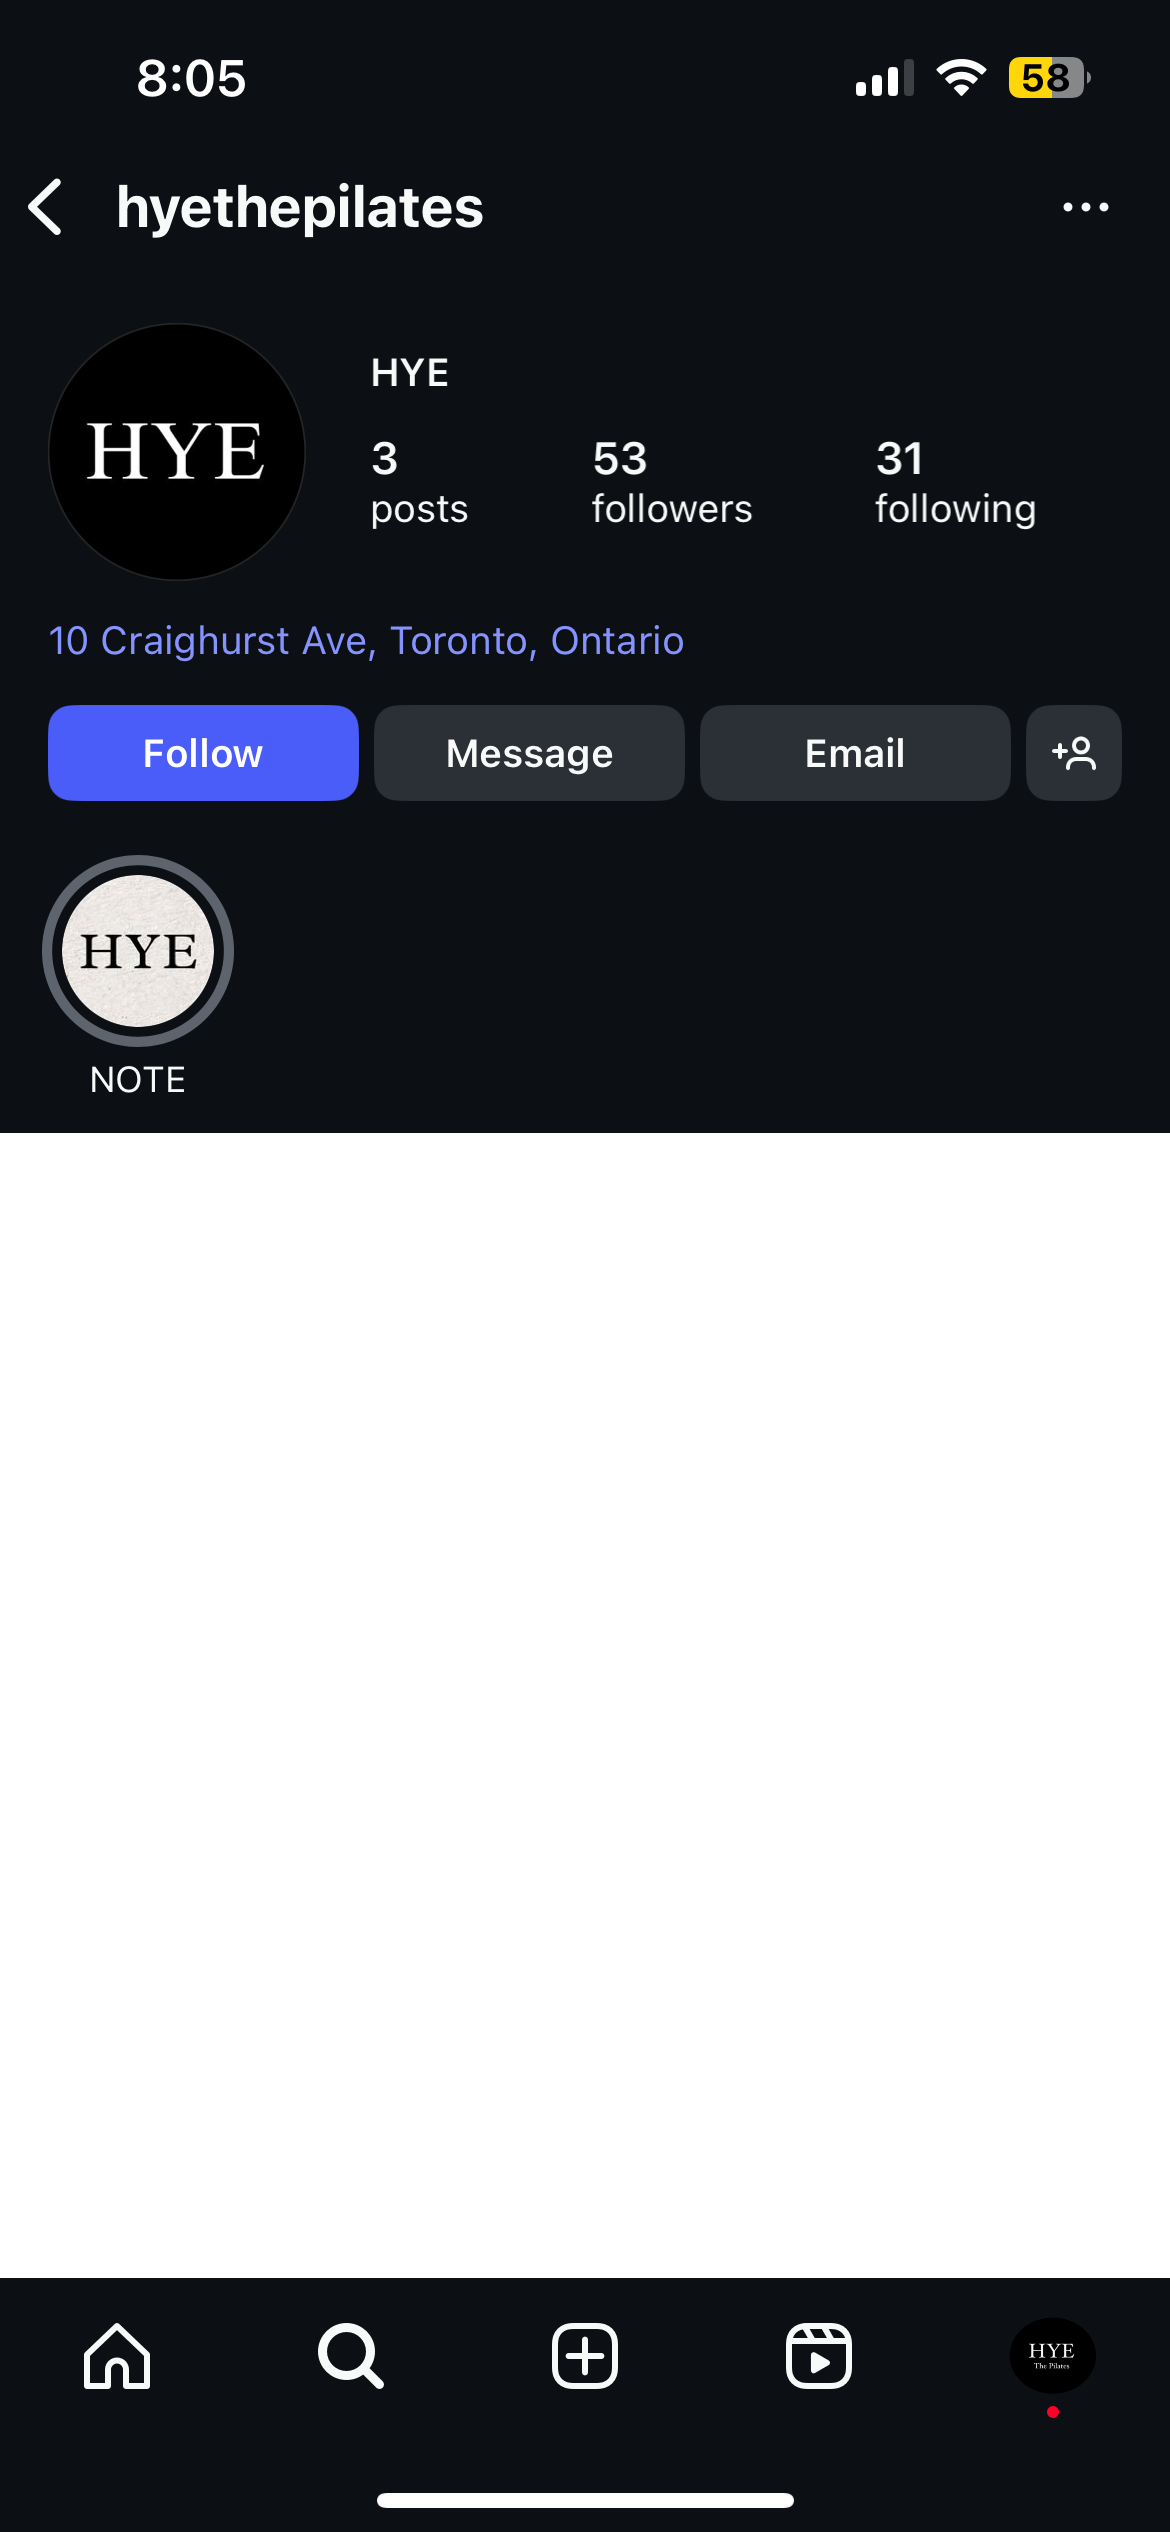 8:05
58
hyethepilates
HYE
HYE
3
53
31
posts
followers
following
10 Craighurst Ave, Toronto, Ontario
Follow
Message
Email
HYE
NOTE
HYE
The Pilates